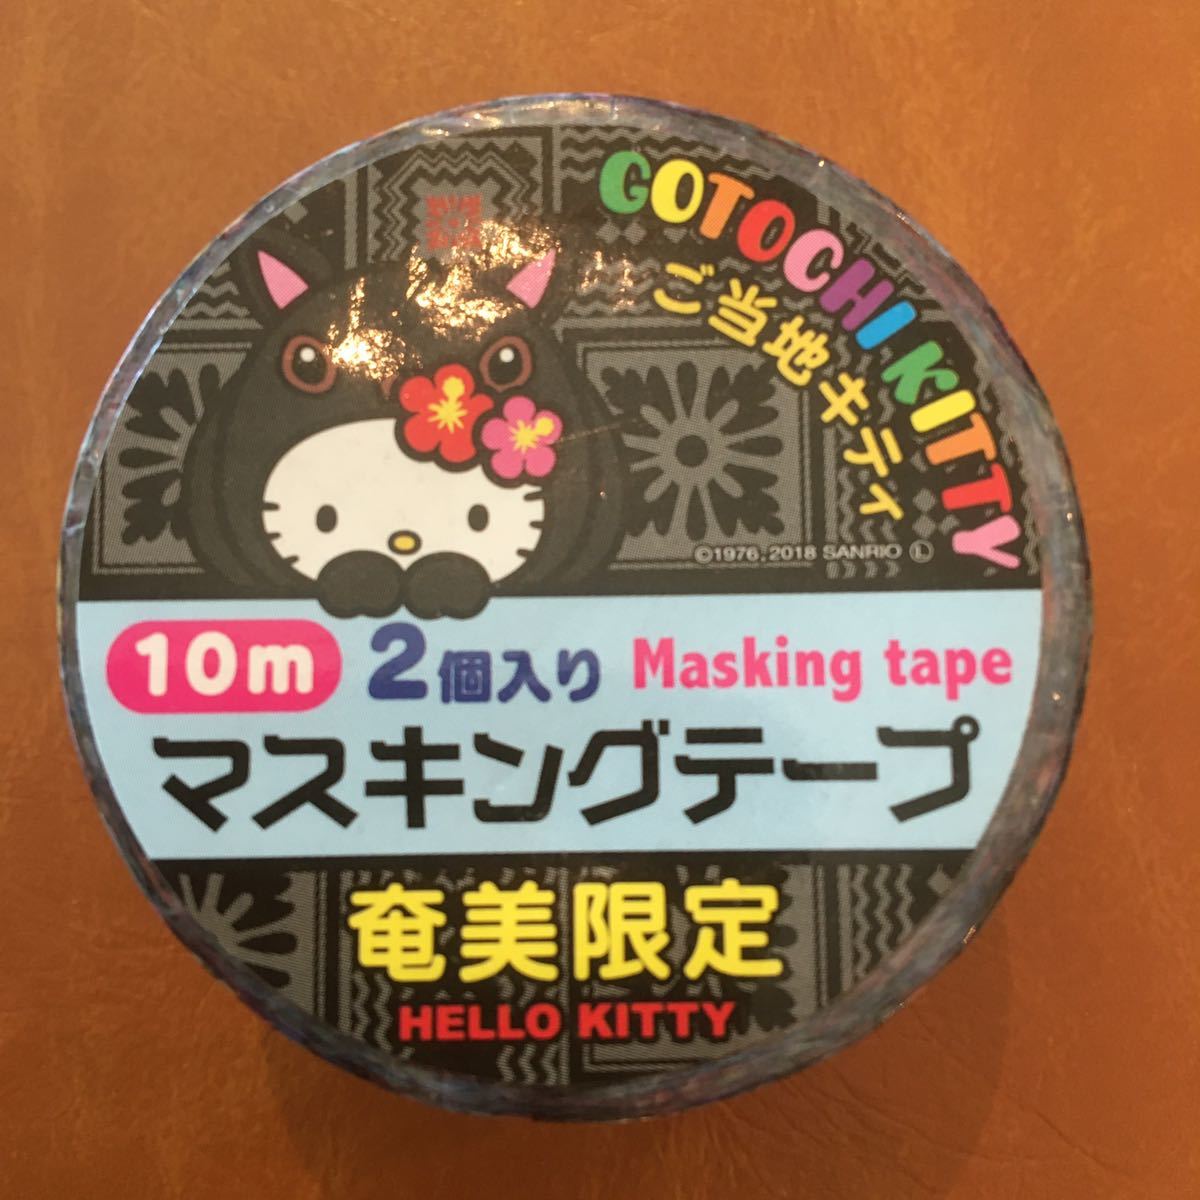 GOTOCHI KITTY
ご当地キティ
©1976, 2018 SANRIO Ⓛ
10m 2個入り Masking tape
マスキングテープ
奄美限定
HELLO KITTY